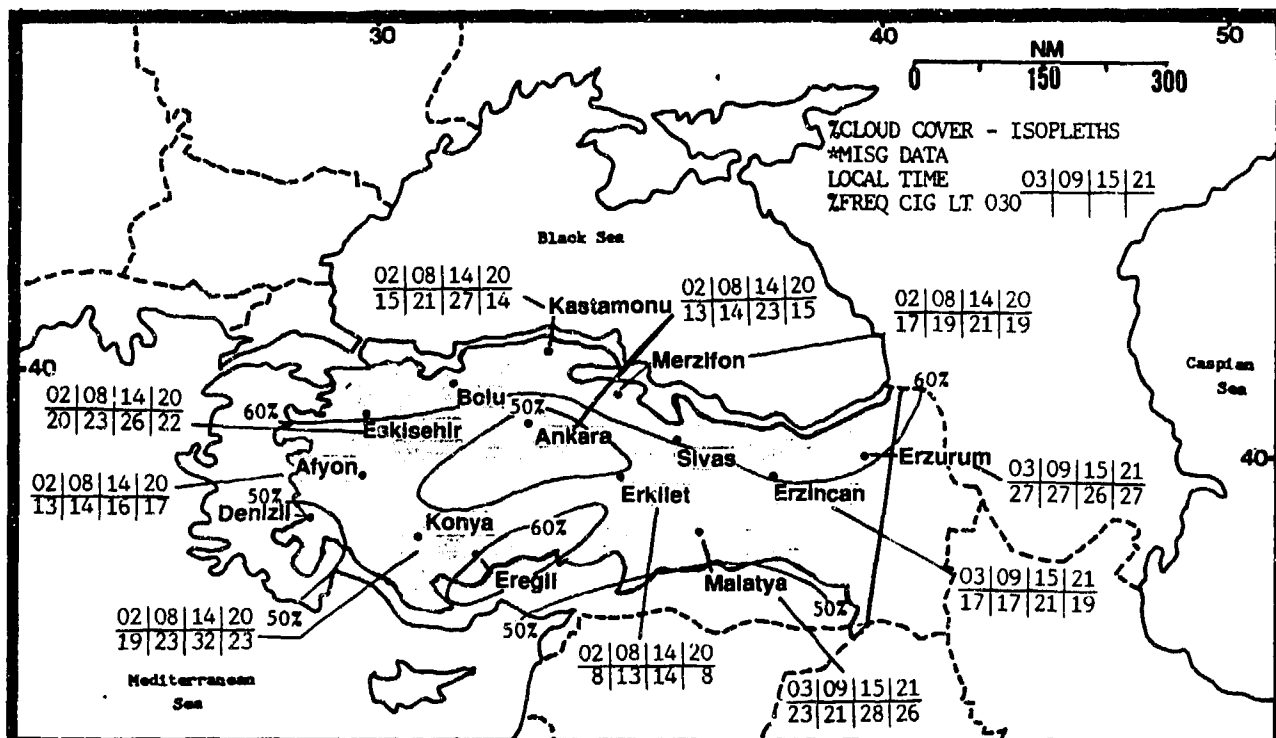 30 40 50
NM
0 150 300
%CLOUD COVER - ISOPLETHS
*MISG DATA
LOCAL TIME 03|09|15|21
%FREQ CIG LT 030
Black Sea
02|08|14|20
15|21|27|14
Kastamonu
02|08|14|20
13|14|23|15
02|08|14|20
17|19|21|19
Merzifon
40
Caspian
Sea
02|08|14|20
20|23|26|22
60%
Bolu
50%
60%
Eskisehir
Ankara
Sivas
Erzurum
40
Afyon
02|08|14|20
13|14|16|17
50%
Denizli
Erkilet
Erzincan
03|09|15|21
27|27|26|27
Konya
60%
Eregli
Malatya
03|09|15|21
17|17|21|19
02|08|14|20
19|23|32|23
50%
50%
50%
02|08|14|20
8|13|14|8
03|09|15|21
23|21|28|26
Mediterranean
Sea